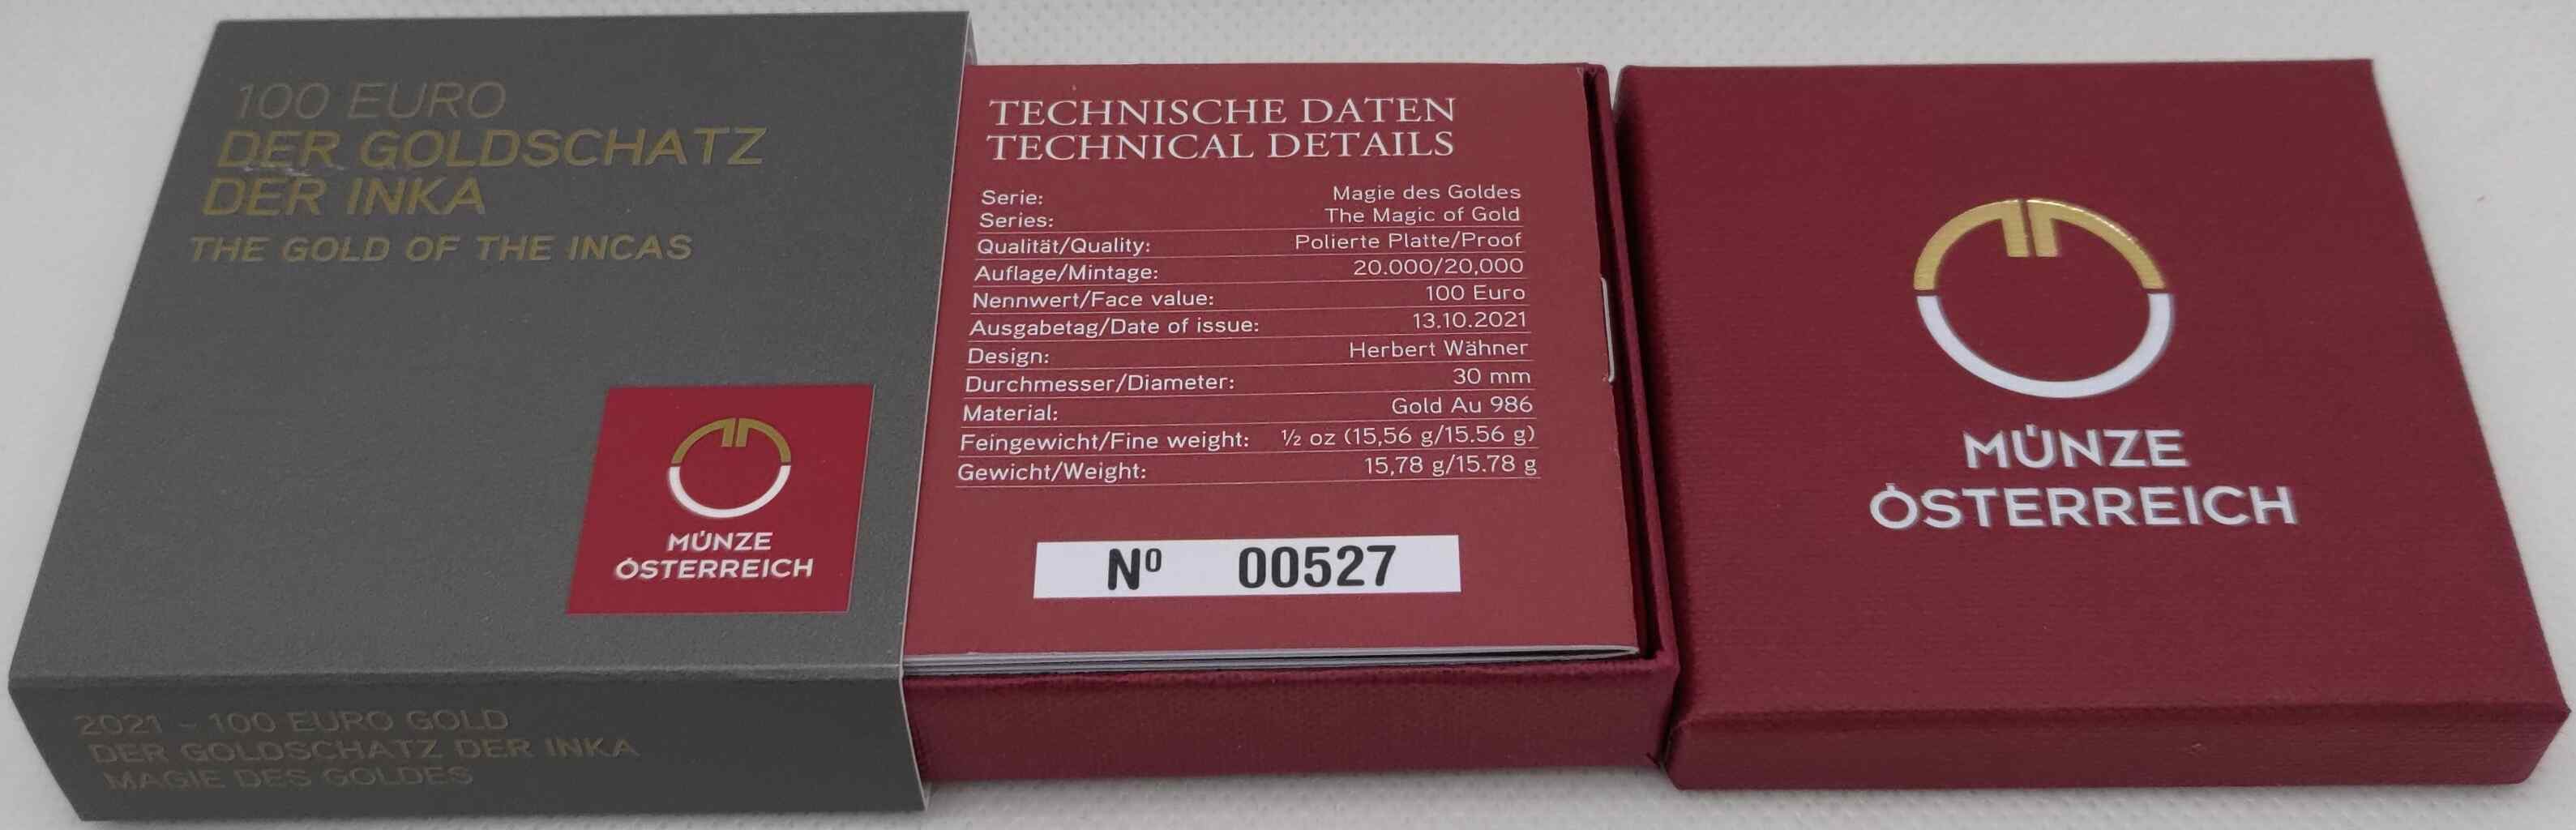 100 EURO
DER GOLDSCHATZ
DER INKA
THE GOLD OF THE INCAS
MÜNZE
ÖSTERREICH
2021 – 100 EURO GOLD
DER GOLDSCHATZ DER INKA
MAGIE DES GOLDES
TECHNISCHE DATEN
TECHNICAL DETAILS
Serie: Magie des Goldes
Series: The Magic of Gold
Qualität/Quality: Polierte Platte/Proof
Auflage/Mintage: 20.000/20,000
Nennwert/Face value: 100 Euro
Ausgabetag/Date of issue: 13.10.2021
Design: Herbert Wähner
Durchmesser/Diameter: 30 mm
Material: Gold Au 986
Feingewicht/Fine weight: ½ oz (15,56 g/15.56 g)
Gewicht/Weight: 15,78 g/15.78 g
Nº 00527
MÜNZE
ÖSTERREICH